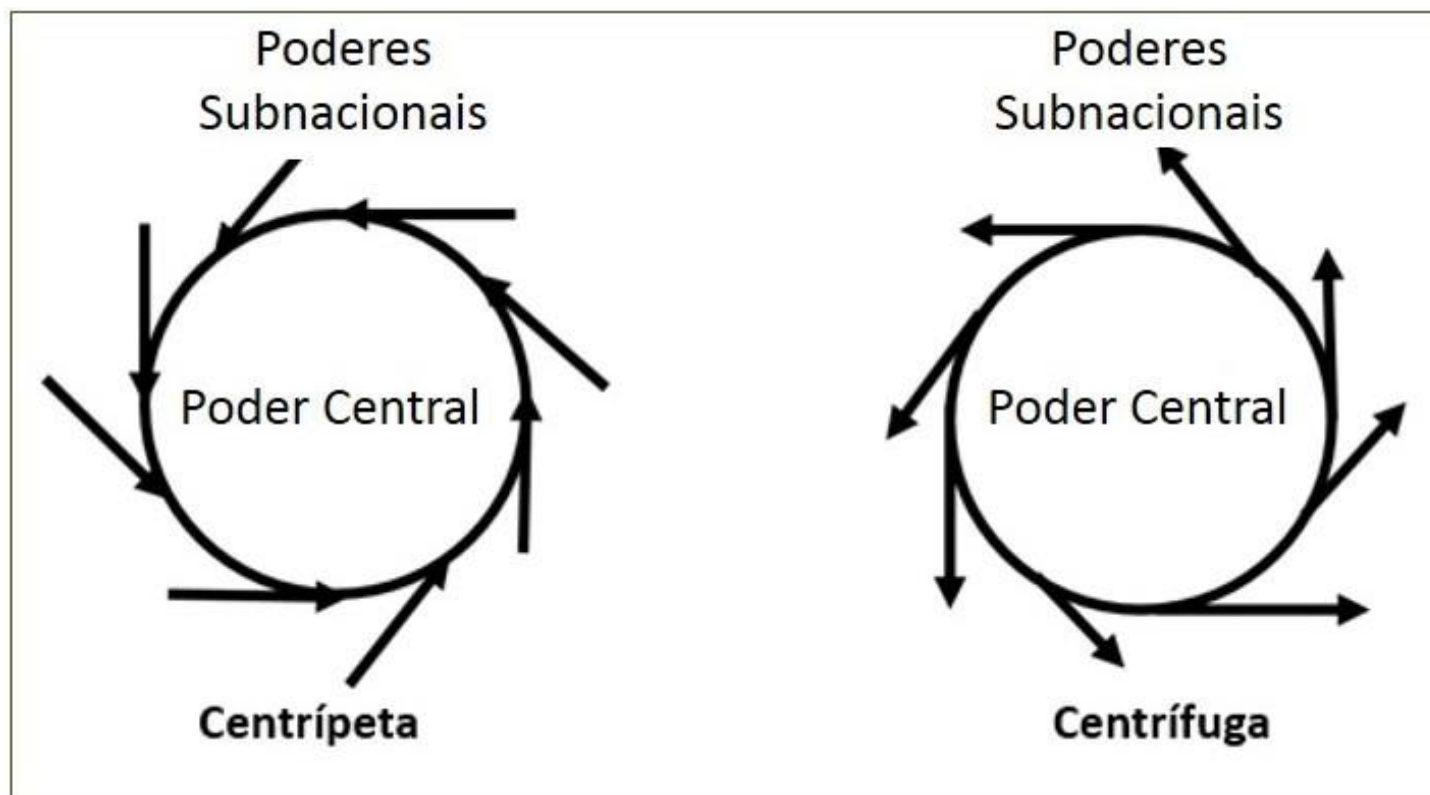 Poderes
Subnacionais
Poder Central
Centrípeta
Poderes
Subnacionais
Poder Central
Centrífuga